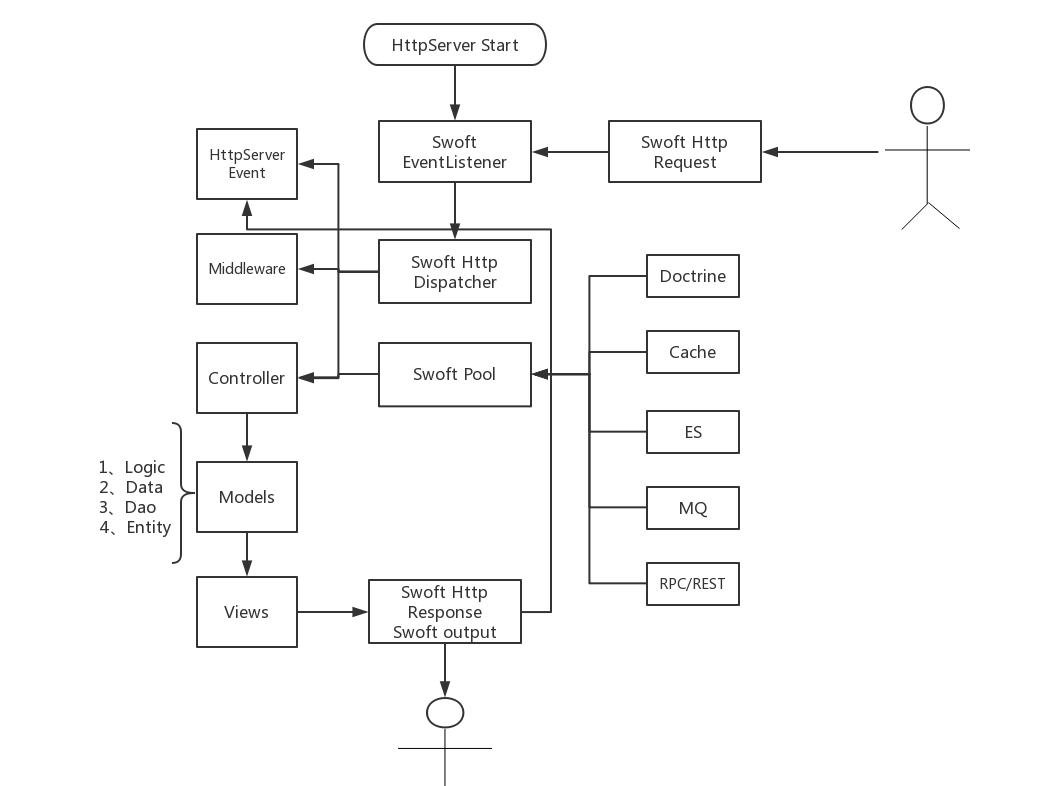 HttpServer Start
Swoft
EventListener
Swoft Http
Request
HttpServer
Event
Middleware
Swoft Http
Dispatcher
Doctrine
Cache
Controller
Swoft Pool
ES
1、Logic
2、Data
3、Dao
4、Entity
Models
MQ
RPC/REST
Views
Swoft Http
Response
Swoft output